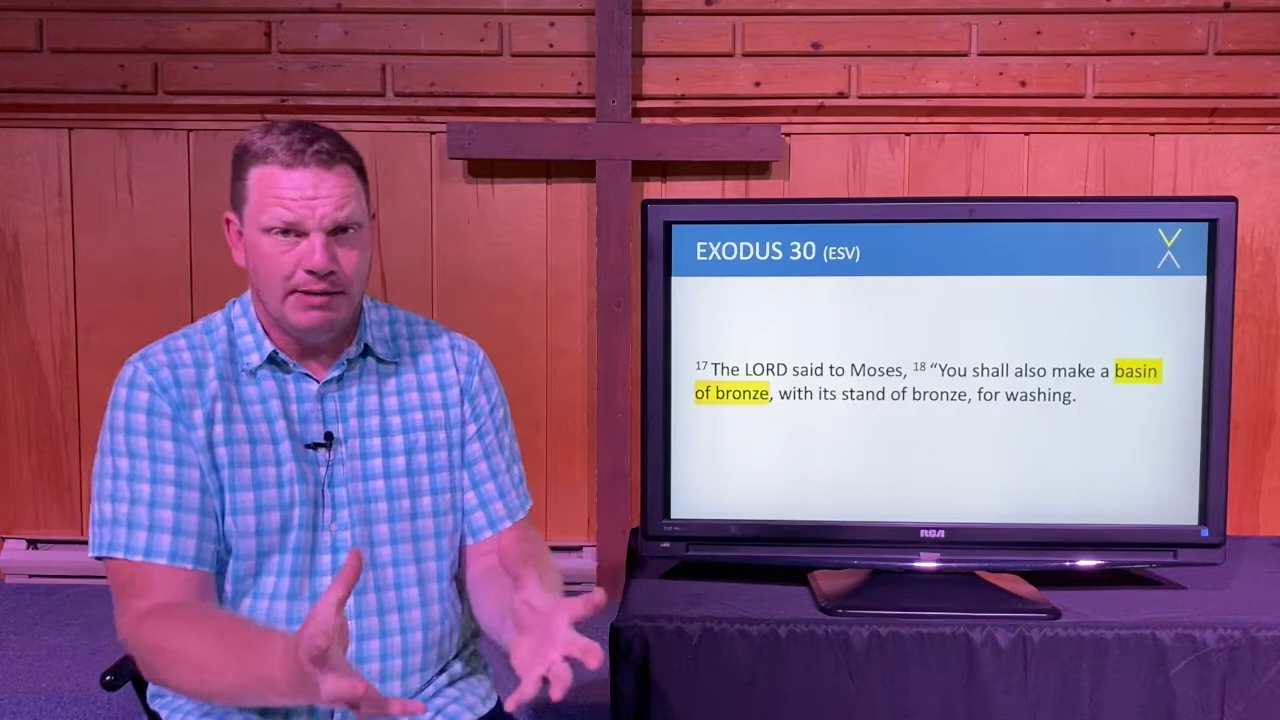 EXODUS 30 (ESV)
17 The LORD said to Moses, 18 “You shall also make a basin
of bronze, with its stand of bronze, for washing.
RCA